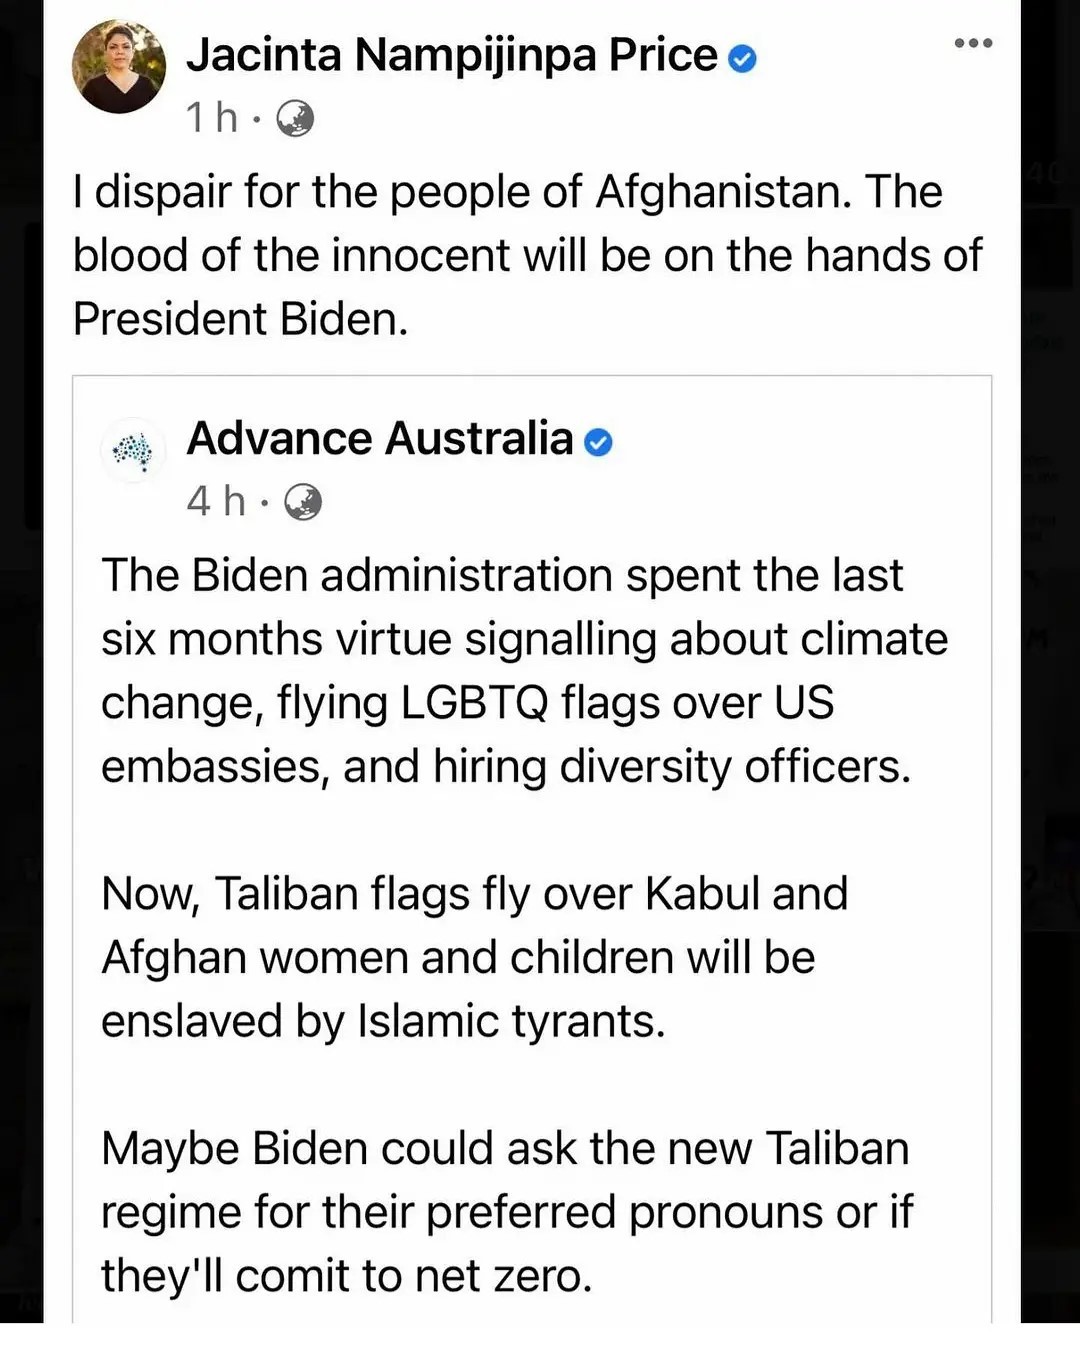 Jacinta Nampijinpa Price
1 h ·
I dispair for the people of Afghanistan. The
blood of the innocent will be on the hands of
President Biden.
Advance Australia
4 h ·
The Biden administration spent the last
six months virtue signalling about climate
change, flying LGBTQ flags over US
embassies, and hiring diversity officers.
Now, Taliban flags fly over Kabul and
Afghan women and children will be
enslaved by Islamic tyrants.
Maybe Biden could ask the new Taliban
regime for their preferred pronouns or if
they'll comit to net zero.